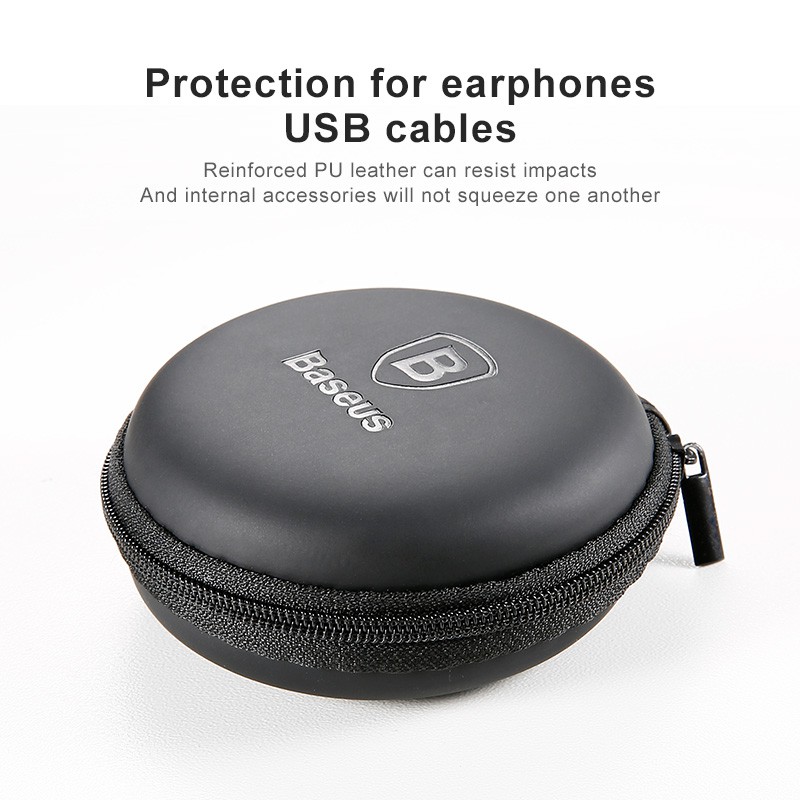 Protection for earphones
USB cables
Reinforced PU leather can resist impacts
And internal accessories will not squeeze one another
B
Baseus